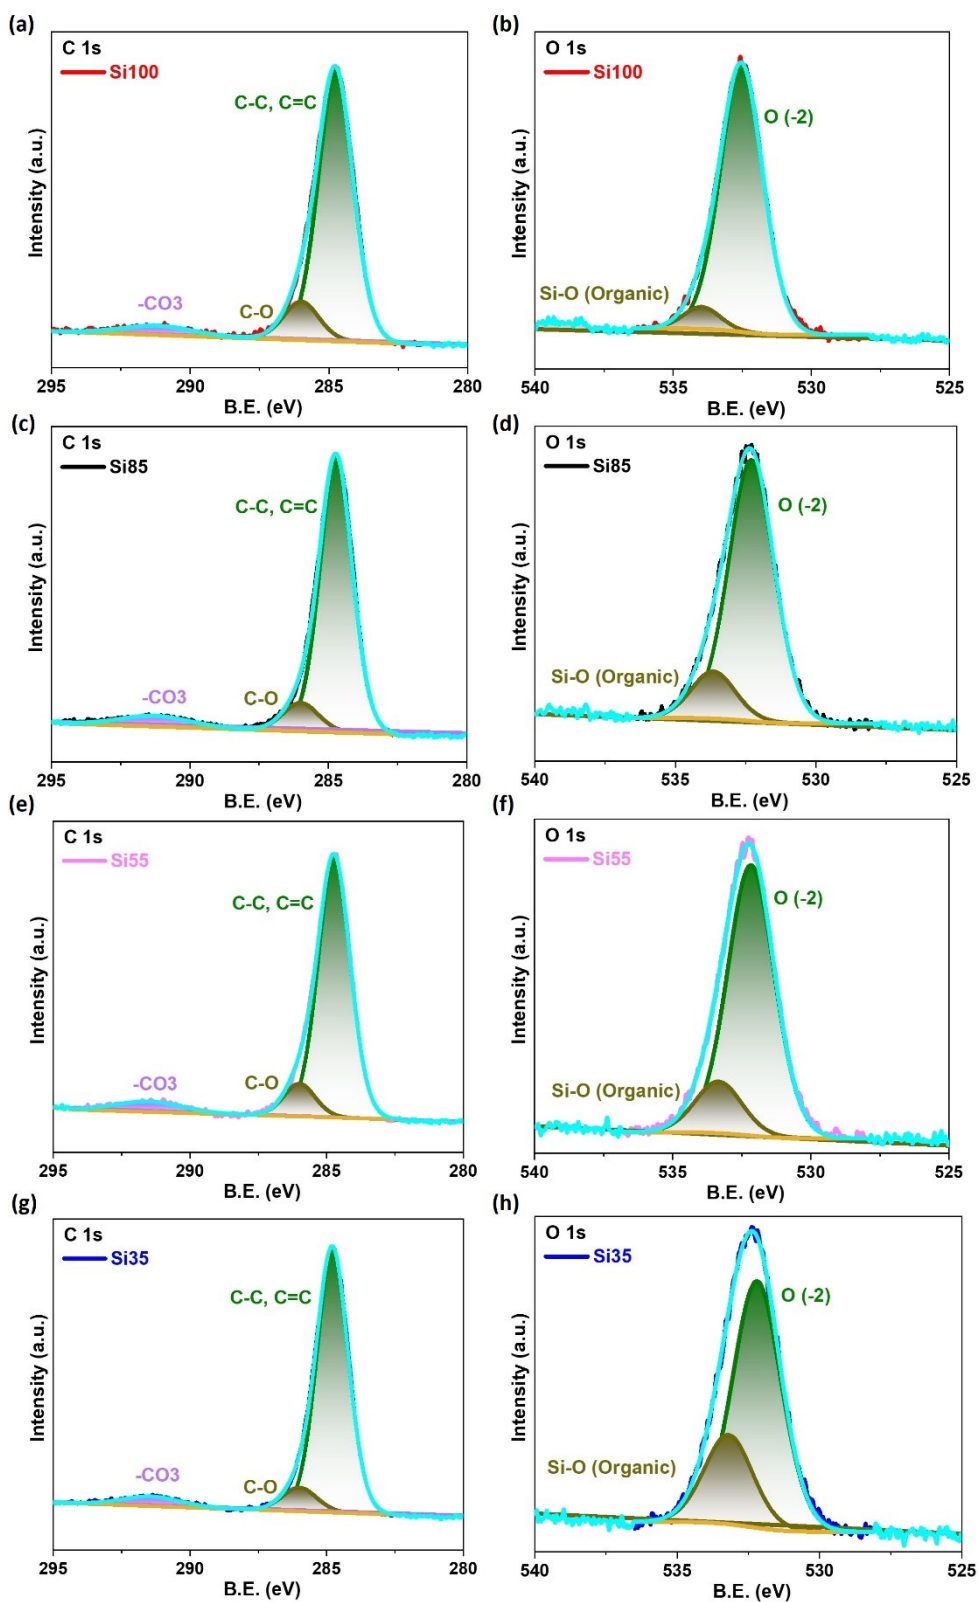 (a)
C 1s
Si100
C-C, C=C
-CO3
C-O
Intensity (a.u.)
295 290 285 280
B.E. (eV)
(b)
O 1s
Si100
O (-2)
Si-O (Organic)
Intensity (a.u.)
540 535 530 525
B.E. (eV)
(c)
C 1s
Si85
C-C, C=C
-CO3
C-O
Intensity (a.u.)
295 290 285 280
B.E. (eV)
(d)
O 1s
Si85
O (-2)
Si-O (Organic)
Intensity (a.u.)
540 535 530 525
B.E. (eV)
(e)
C 1s
Si55
C-C, C=C
-CO3
C-O
Intensity (a.u.)
295 290 285 280
B.E. (eV)
(f)
O 1s
Si55
O (-2)
Si-O (Organic)
Intensity (a.u.)
540 535 530 525
B.E. (eV)
(g)
C 1s
Si35
C-C, C=C
-CO3
C-O
Intensity (a.u.)
295 290 285 280
B.E. (eV)
(h)
O 1s
Si35
O (-2)
Si-O (Organic)
Intensity (a.u.)
540 535 530 525
B.E. (eV)